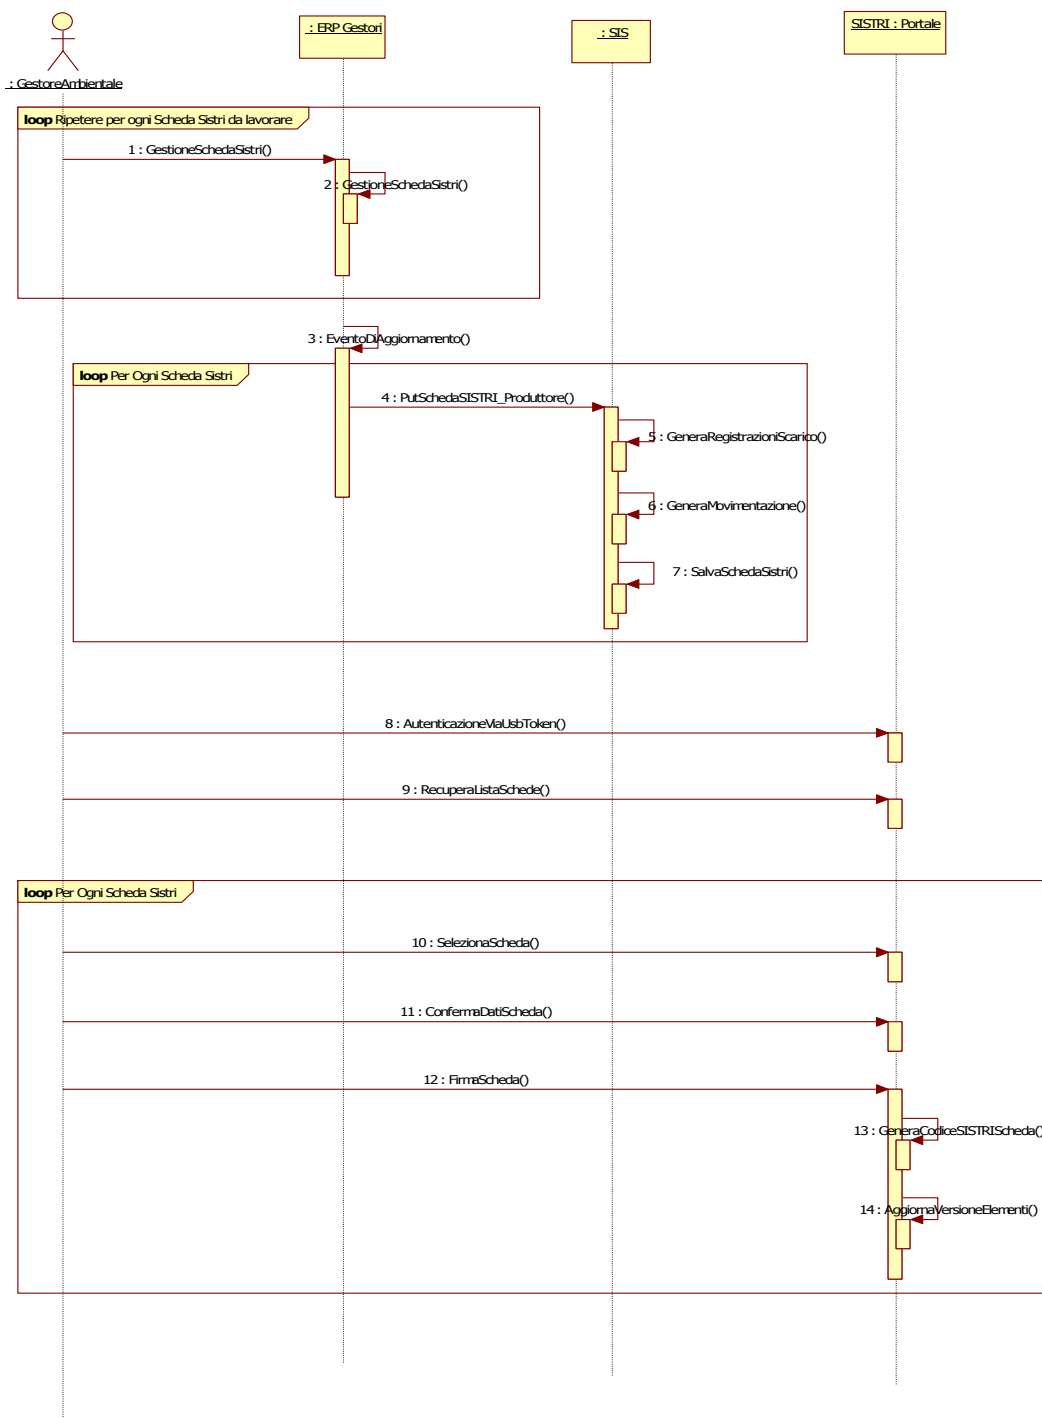 : GestoreAmbientale
: ERP Gestori
: SIS
SISTRI : Portale
loop Ripetere per ogni Scheda Sistri da lavorare
1 : GestioneSchedaSistri()
2 : GestioneSchedaSistri()
3 : EventoDiAggiornamento()
loop Per Ogni Scheda Sistri
4 : PutSchedaSISTRI_Produttore()
5 : GeneraRegistrazioniScarico()
6 : GeneraMovimentazione()
7 : SalvaSchedaSistri()
8 : AutenticazioneViaUsbToken()
9 : RecuperaListaSchede()
loop Per Ogni Scheda Sistri
10 : SelezionaScheda()
11 : ConfermaDatiScheda()
12 : FirmaScheda()
13 : GeneraCodiceSISTRIScheda()
14 : AggiornaVersioneElementi()